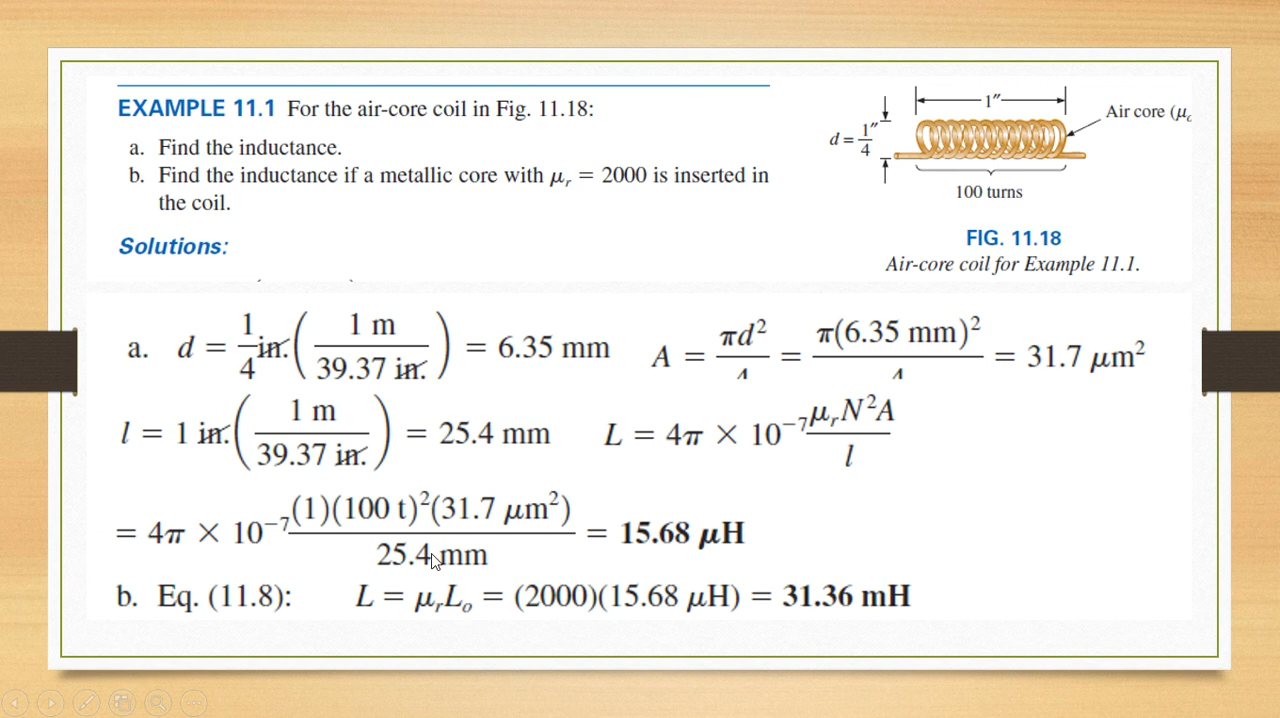 EXAMPLE 11.1 For the air-core coil in Fig. 11.18:
a. Find the inductance.
b. Find the inductance if a metallic core with μr = 2000 is inserted in
the coil.
Solutions:
1″
d = 1″/4
Air core (μo
100 turns
FIG. 11.18
Air-core coil for Example 11.1.
a. d = 1/4 in. (1 m / 39.37 in.) = 6.35 mm A = πd²/4 = π(6.35 mm)²/4 = 31.7 μm²
l = 1 in. (1 m / 39.37 in.) = 25.4 mm L = 4π × 10⁻⁷ μrN²A / l
= 4π × 10⁻⁷ (1)(100 t)²(31.7 μm²) / 25.4 mm = 15.68 μH
b. Eq. (11.8): L = μrLo = (2000)(15.68 μH) = 31.36 mH